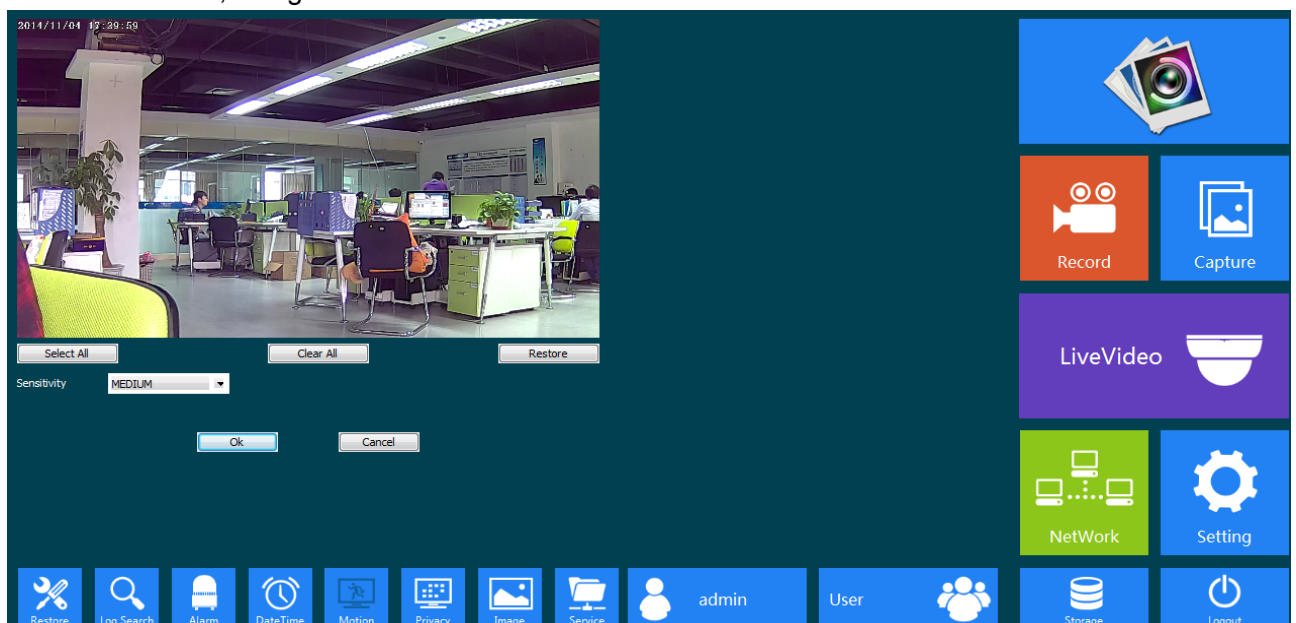 2014/11/04 17:39:59
Select All
Clear All
Restore
Sensitivity
MEDIUM
Ok
Cancel
Record
Capture
LiveVideo
NetWork
Setting
Restore
Log Search
Alarm
DateTime
Motion
Privacy
Image
Service
admin
User
Storage
Logout